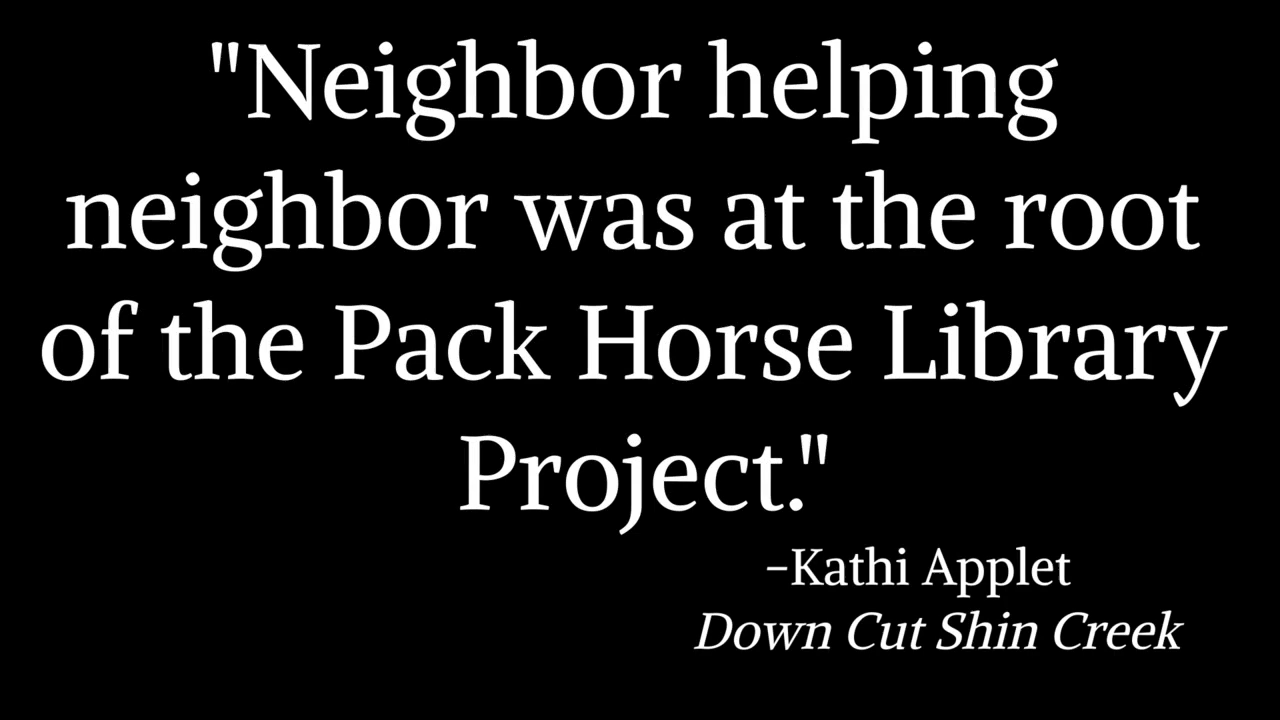 "Neighbor helping
neighbor was at the root
of the Pack Horse Library
Project."
-Kathi Applet
Down Cut Shin Creek